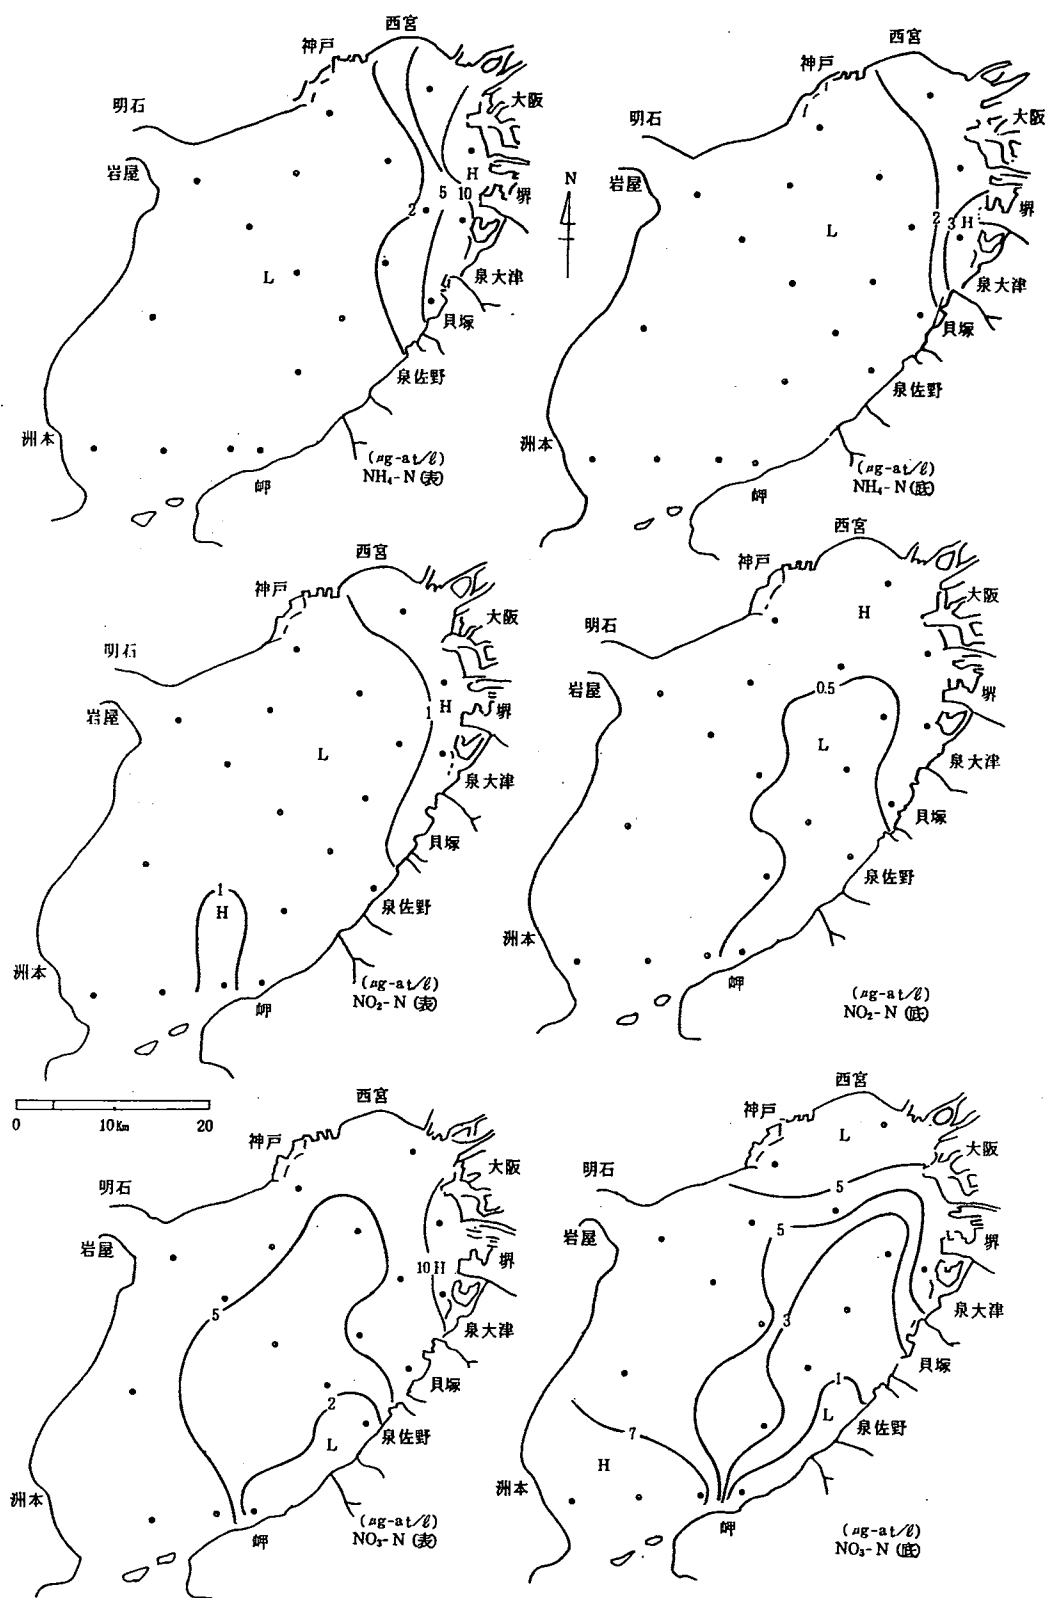 西宮
神戸
大阪
明石
岩屋
H
5 10
堺
2
泉大津
L
貝塚
泉佐野
洲本
(μg-at/ℓ)
岬
NH₄-N (表)
N
西宮
神戸
大阪
明石
岩屋
堺
2 3 H
L
泉大津
貝塚
泉佐野
(μg-at/ℓ)
岬
NH₄-N (底)
西宮
神戸
大阪
明石
岩屋
H
堺
1
L
泉大津
貝塚
1
H
泉佐野
洲本
(μg-at/ℓ)
岬
NO₂-N (表)
西宮
神戸
大阪
H
明石
岩屋
0.5
堺
L
泉大津
貝塚
泉佐野
洲本
岬
(μg-at/ℓ)
NO₂-N (底)
0 10Km 20
西宮
神戸
大阪
明石
岩屋
堺
10 H
5
泉大津
貝塚
2
泉佐野
L
洲本
(μg-at/ℓ)
岬
NO₃-N (表)
西宮
神戸
L
大阪
明石
5
岩屋
5
堺
泉大津
3
貝塚
1
L
泉佐野
7
H
洲本
岬
(μg-at/ℓ)
NO₃-N (底)